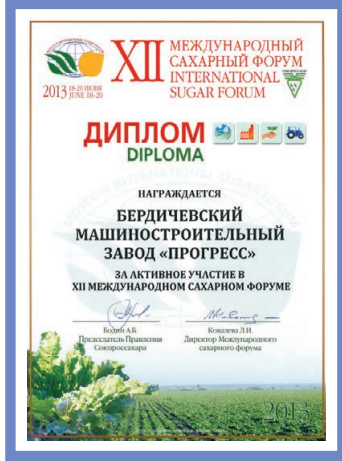 XII МЕЖДУНАРОДНЫЙ
САХАРНЫЙ ФОРУМ
INTERNATIONAL
SUGAR FORUM
2013 18-20 ИЮНЯ
JUNE 18-20
ДИПЛОМ
DIPLOMA
НАГРАЖДАЕТСЯ
БЕРДИЧЕВСКИЙ
МАШИНОСТРОИТЕЛЬНЫЙ
ЗАВОД «ПРОГРЕСС»
ЗА АКТИВНОЕ УЧАСТИЕ В
XII МЕЖДУНАРОДНОМ САХАРНОМ ФОРУМЕ
Бодин А.Б.
Председатель Правления
Союзроссахара
Ковалева Л.И.
Директор Международного
сахарного форума
2013